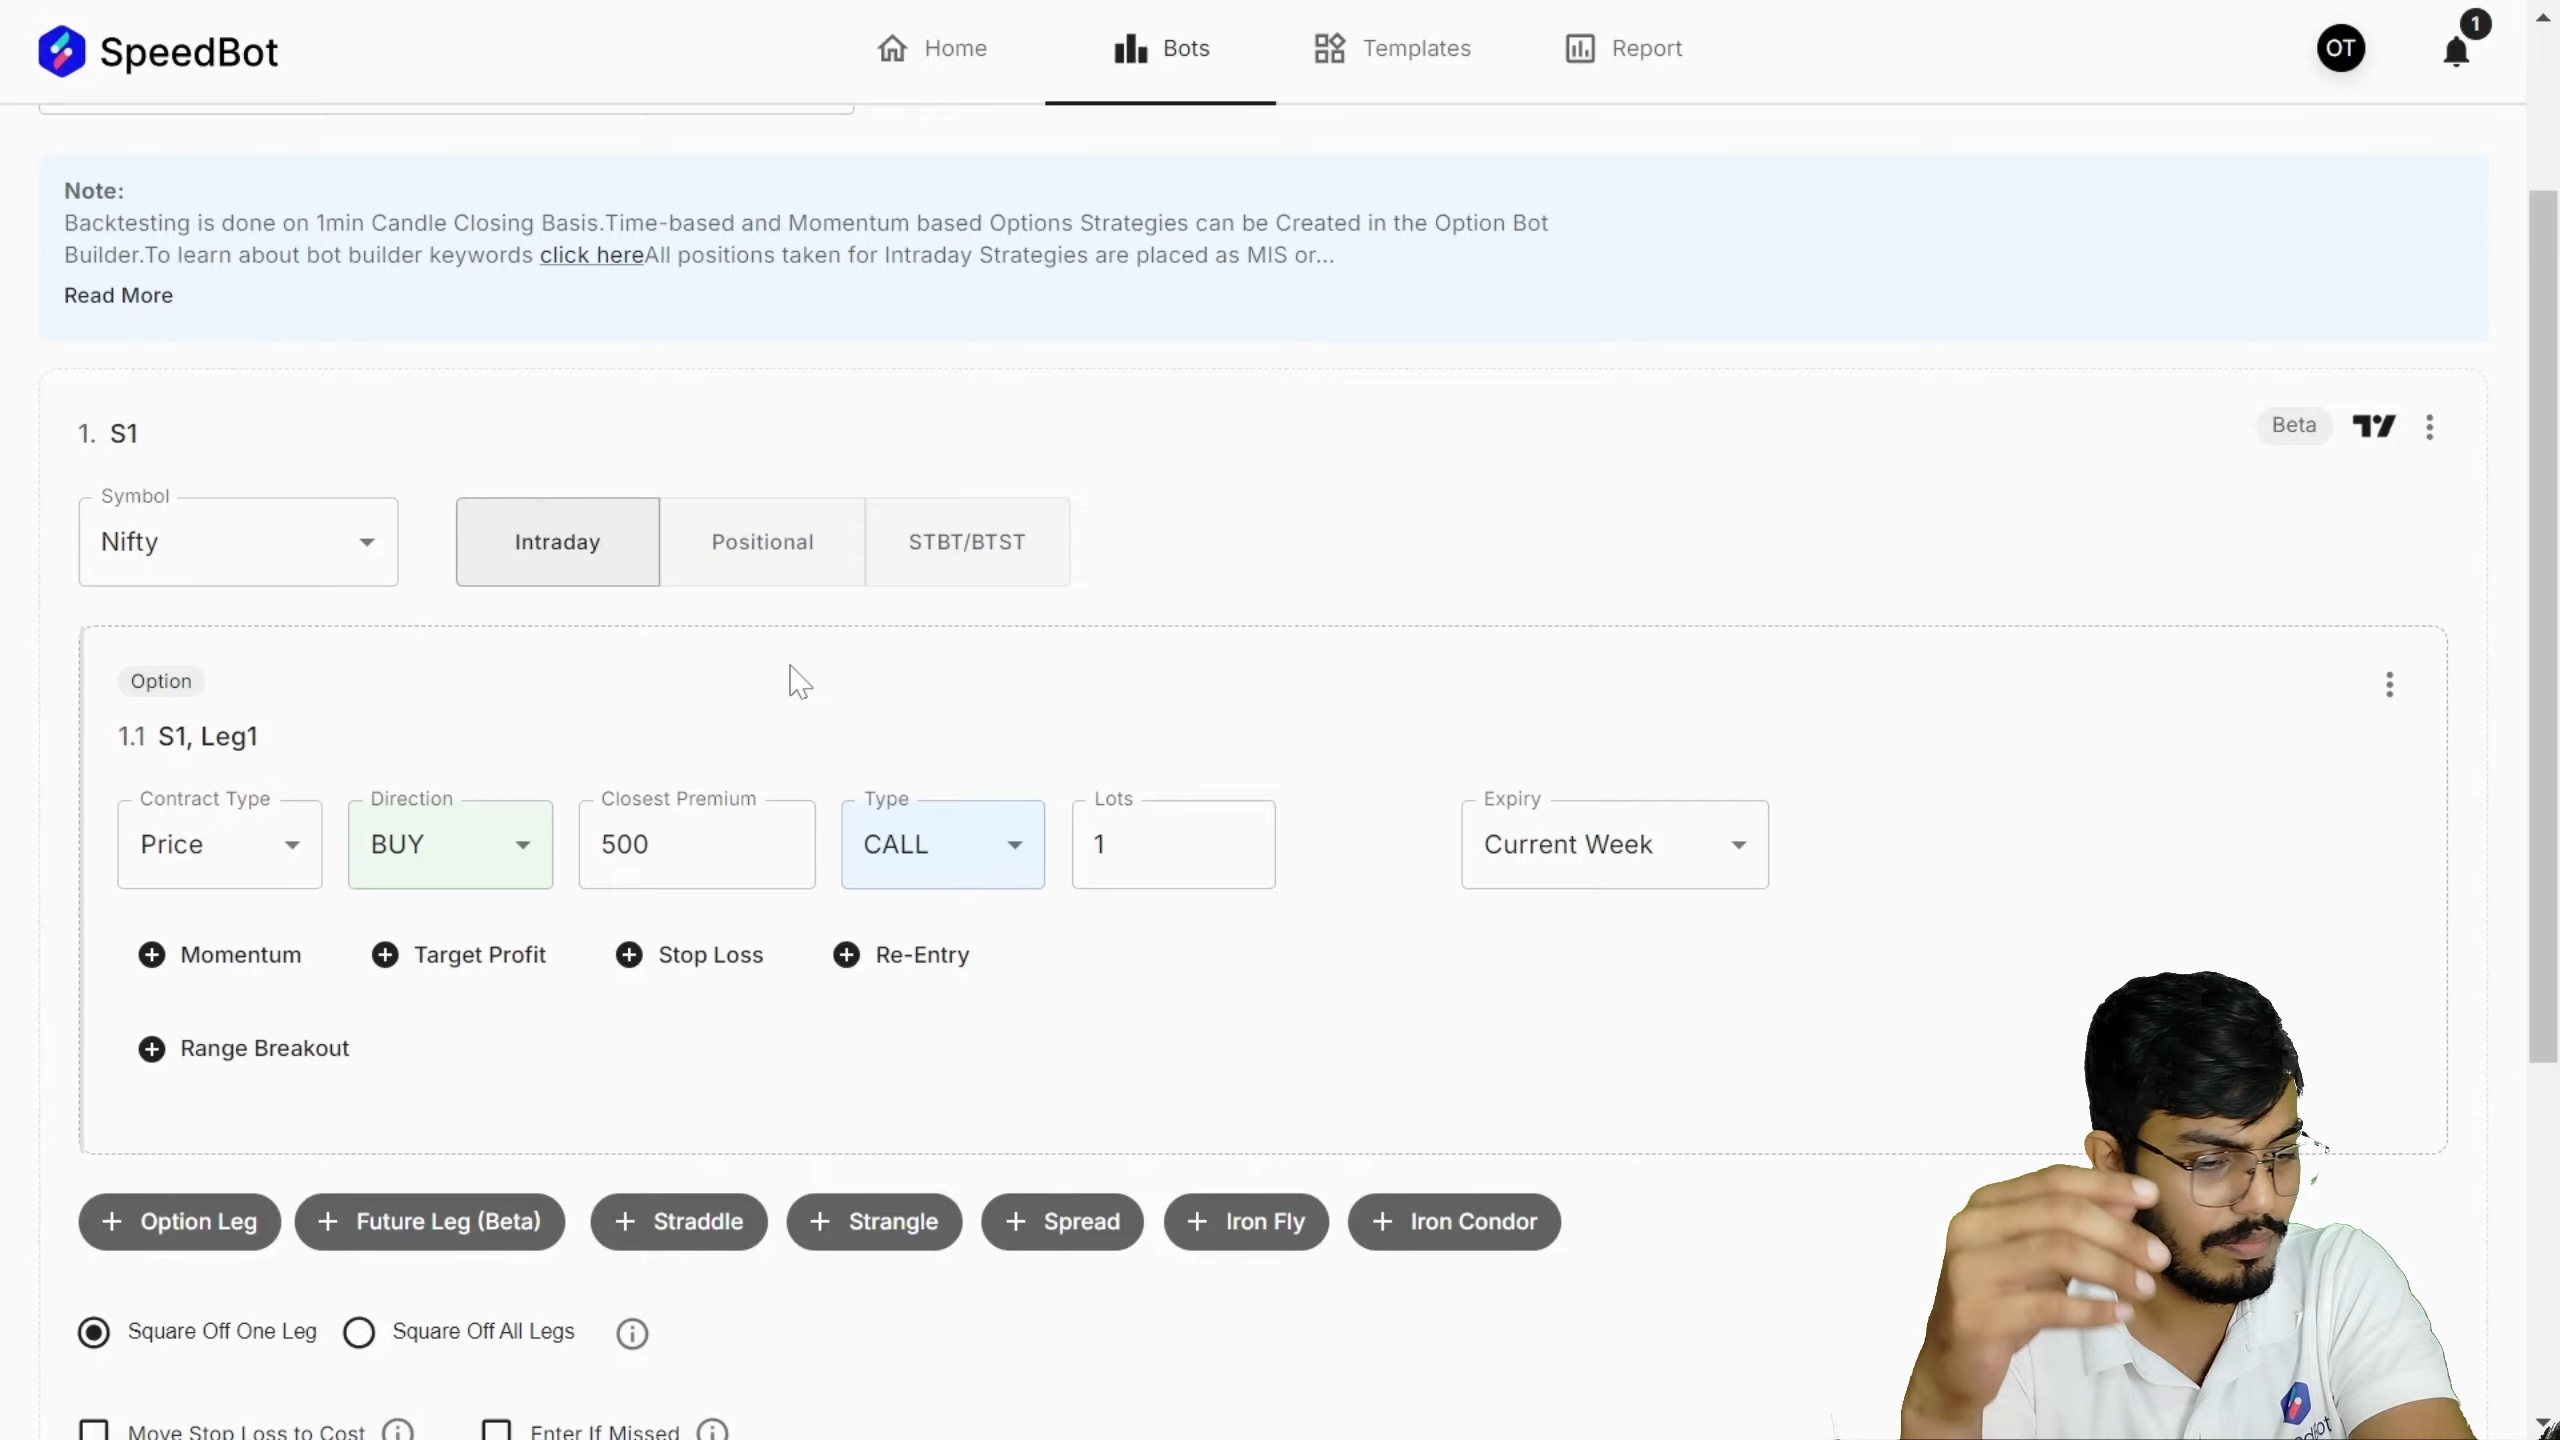 SpeedBot
Home
Bots
Templates
Report
OT
1
Note:
Backtesting is done on 1min Candle Closing Basis.Time-based and Momentum based Options Strategies can be Created in the Option Bot
Builder.To learn about bot builder keywords click hereAll positions taken for Intraday Strategies are placed as MIS or...
Read More
1. S1
Beta
Symbol
Nifty
Intraday
Positional
STBT/BTST
Option
1.1 S1, Leg1
Contract Type
Price
Direction
BUY
Closest Premium
500
Type
CALL
Lots
1
Expiry
Current Week
Momentum
Target Profit
Stop Loss
Re-Entry
Range Breakout
+ Option Leg
+ Future Leg (Beta)
+ Straddle
+ Strangle
+ Spread
+ Iron Fly
+ Iron Condor
Square Off One Leg
Square Off All Legs
Move Stop Loss to Cost
Enter If Missed